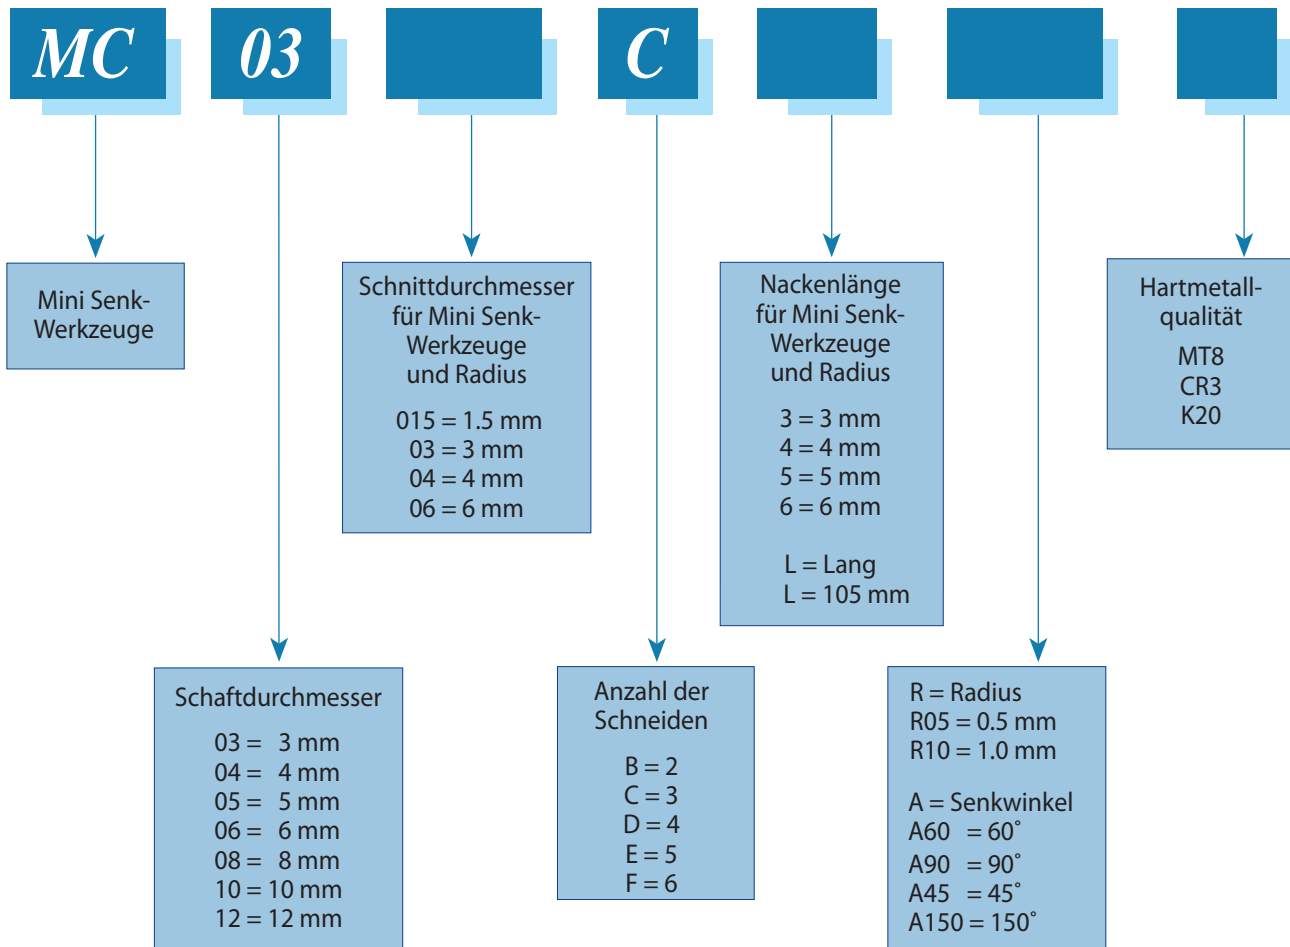 MC 03 C
Mini Senk-
Werkzeuge
Schnittdurchmesser
für Mini Senk-
Werkzeuge
und Radius
015 = 1.5 mm
03 = 3 mm
04 = 4 mm
06 = 6 mm
Nackenlänge
für Mini Senk-
Werkzeuge
und Radius
3 = 3 mm
4 = 4 mm
5 = 5 mm
6 = 6 mm
L = Lang
L = 105 mm
Hartmetall-
qualität
MT8
CR3
K20
Schaftdurchmesser
03 = 3 mm
04 = 4 mm
05 = 5 mm
06 = 6 mm
08 = 8 mm
10 = 10 mm
12 = 12 mm
Anzahl der
Schneiden
B = 2
C = 3
D = 4
E = 5
F = 6
R = Radius
R05 = 0.5 mm
R10 = 1.0 mm
A = Senkwinkel
A60 = 60°
A90 = 90°
A45 = 45°
A150 = 150°